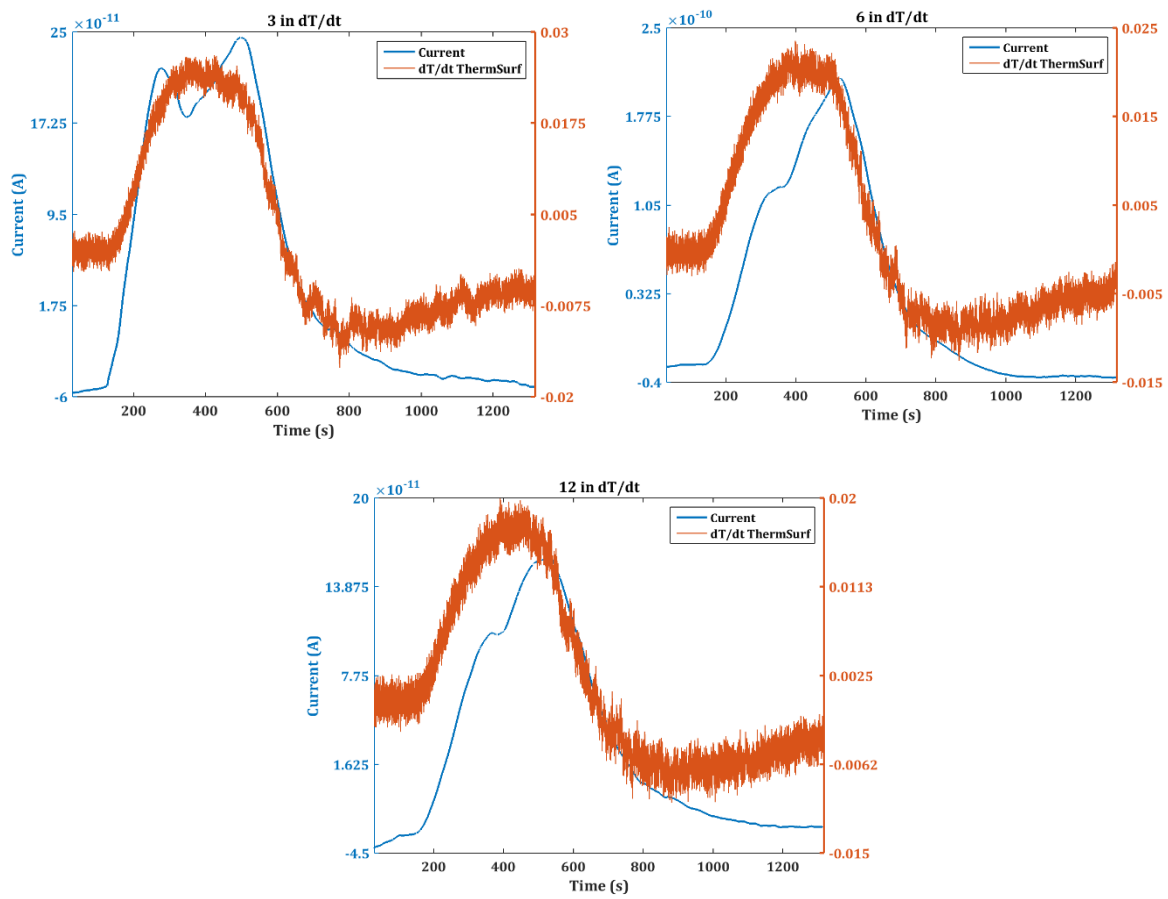 3 in dT/dt
×10-11
25
17.25
9.5
1.75
-6
Current (A)
0.03
0.0175
0.005
-0.0075
-0.02
Current
dT/dt ThermSurf
200 400 600 800 1000 1200
Time (s)
6 in dT/dt
×10-10
2.5
1.775
1.05
0.325
-0.4
Current (A)
0.025
0.015
0.005
-0.005
-0.015
Current
dT/dt ThermSurf
200 400 600 800 1000 1200
Time (s)
12 in dT/dt
×10-11
20
13.875
7.75
1.625
-4.5
Current (A)
0.02
0.0113
0.0025
-0.0062
-0.015
Current
dT/dt ThermSurf
200 400 600 800 1000 1200
Time (s)